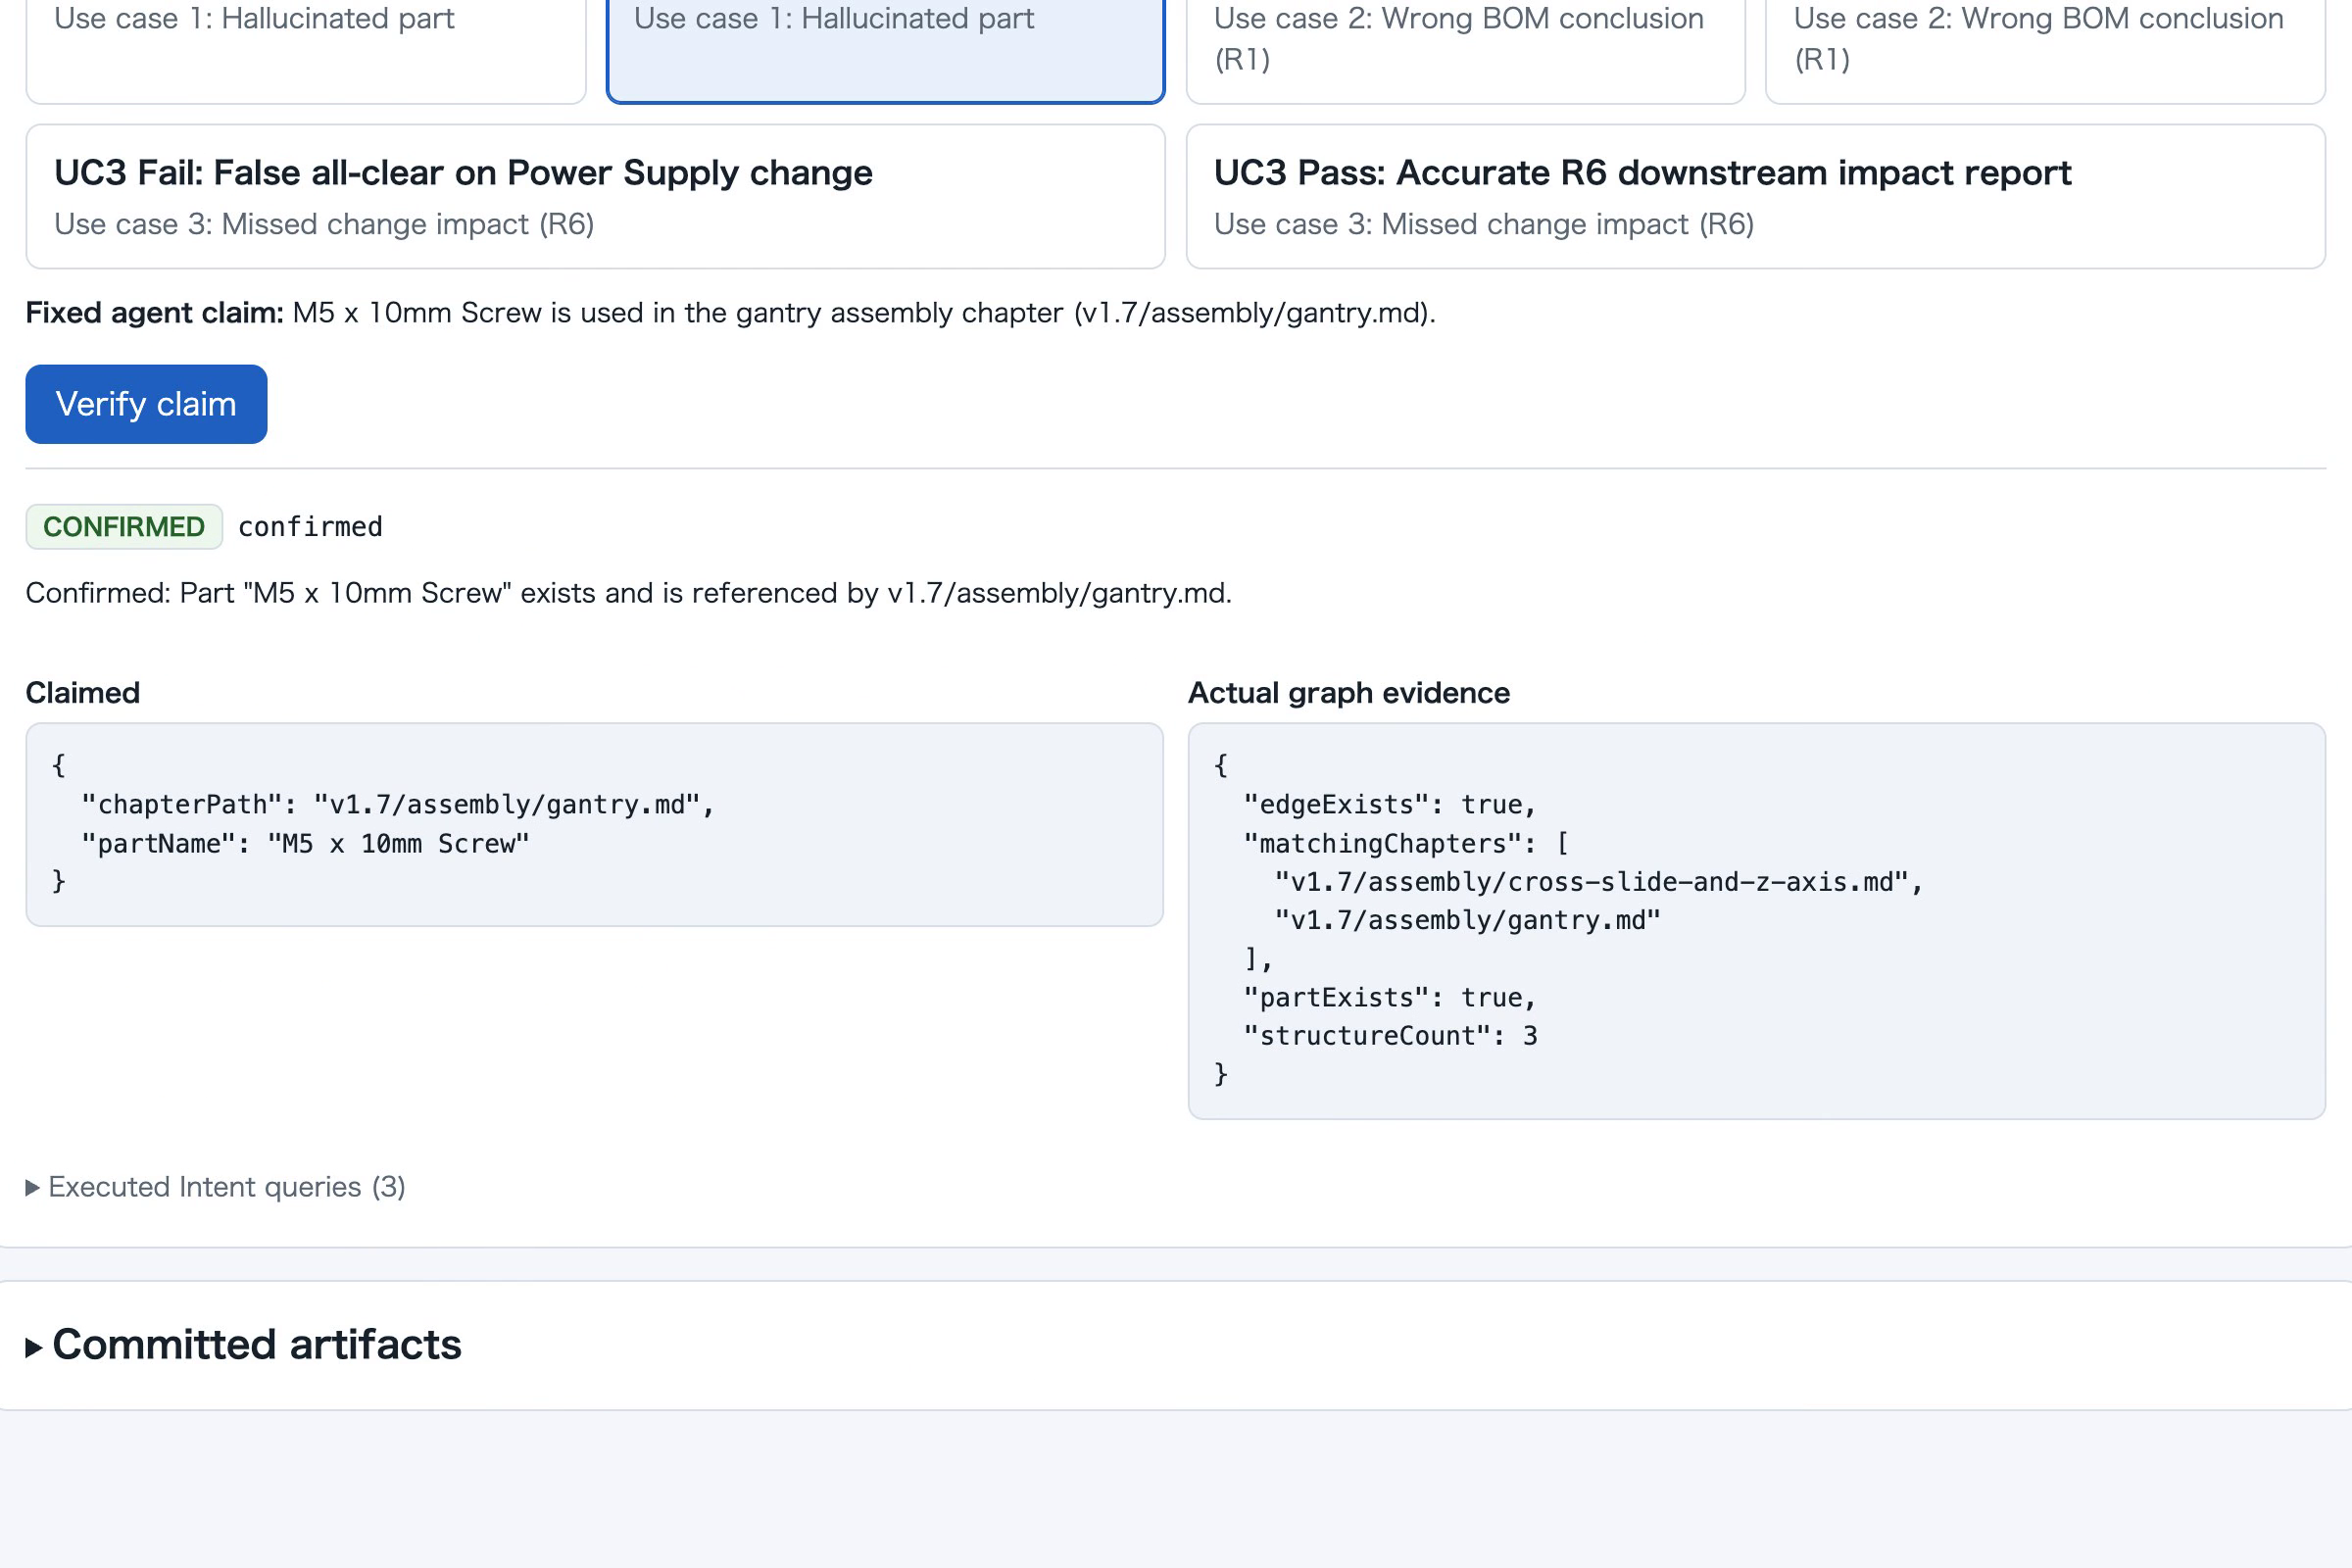 Use case 1: Hallucinated part
Use case 1: Hallucinated part
Use case 2: Wrong BOM conclusion
(R1)
Use case 2: Wrong BOM conclusion
(R1)
UC3 Fail: False all-clear on Power Supply change
Use case 3: Missed change impact (R6)
UC3 Pass: Accurate R6 downstream impact report
Use case 3: Missed change impact (R6)
Fixed agent claim: M5 x 10mm Screw is used in the gantry assembly chapter (v1.7/assembly/gantry.md).
Verify claim
CONFIRMED confirmed
Confirmed: Part "M5 x 10mm Screw" exists and is referenced by v1.7/assembly/gantry.md.
Claimed
{
  "chapterPath": "v1.7/assembly/gantry.md",
  "partName": "M5 x 10mm Screw"
}
Actual graph evidence
{
  "edgeExists": true,
  "matchingChapters": [
    "v1.7/assembly/cross-slide-and-z-axis.md",
    "v1.7/assembly/gantry.md"
  ],
  "partExists": true,
  "structureCount": 3
}
▶ Executed Intent queries (3)
▶ Committed artifacts